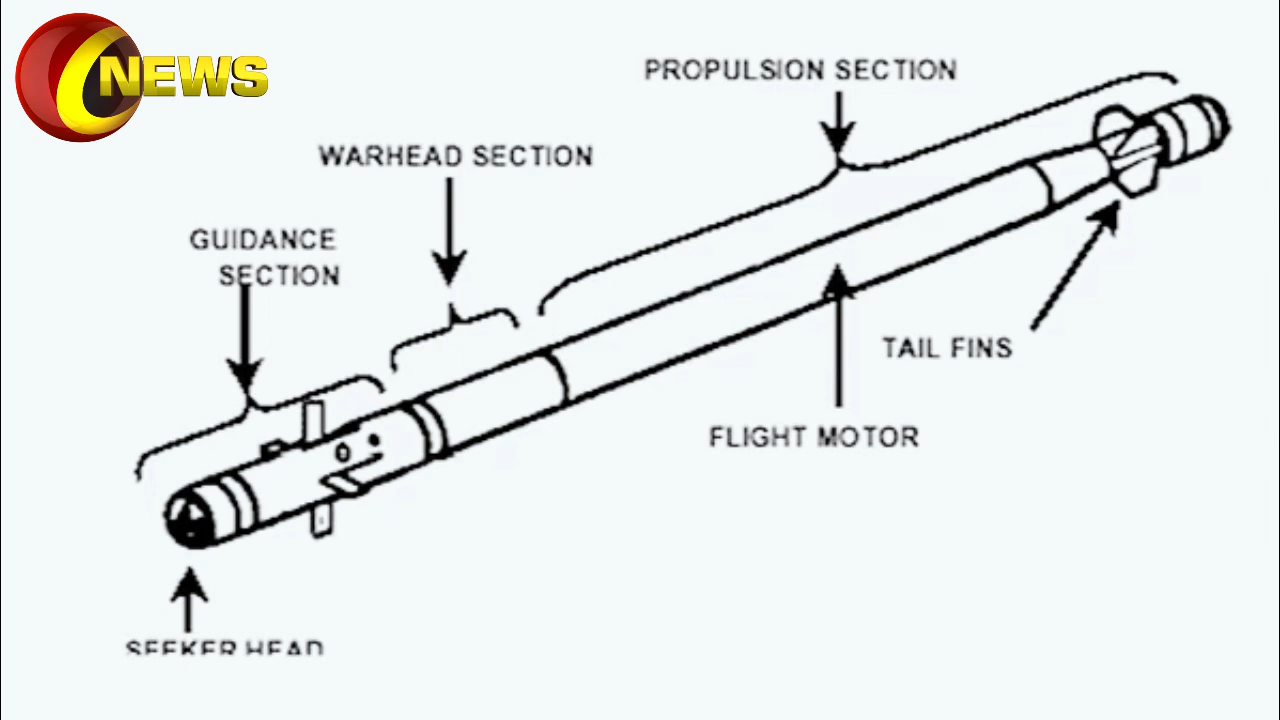 NEWS
PROPULSION SECTION
WARHEAD SECTION
GUIDANCE
SECTION
TAIL FINS
FLIGHT MOTOR
SEEKER HEAD